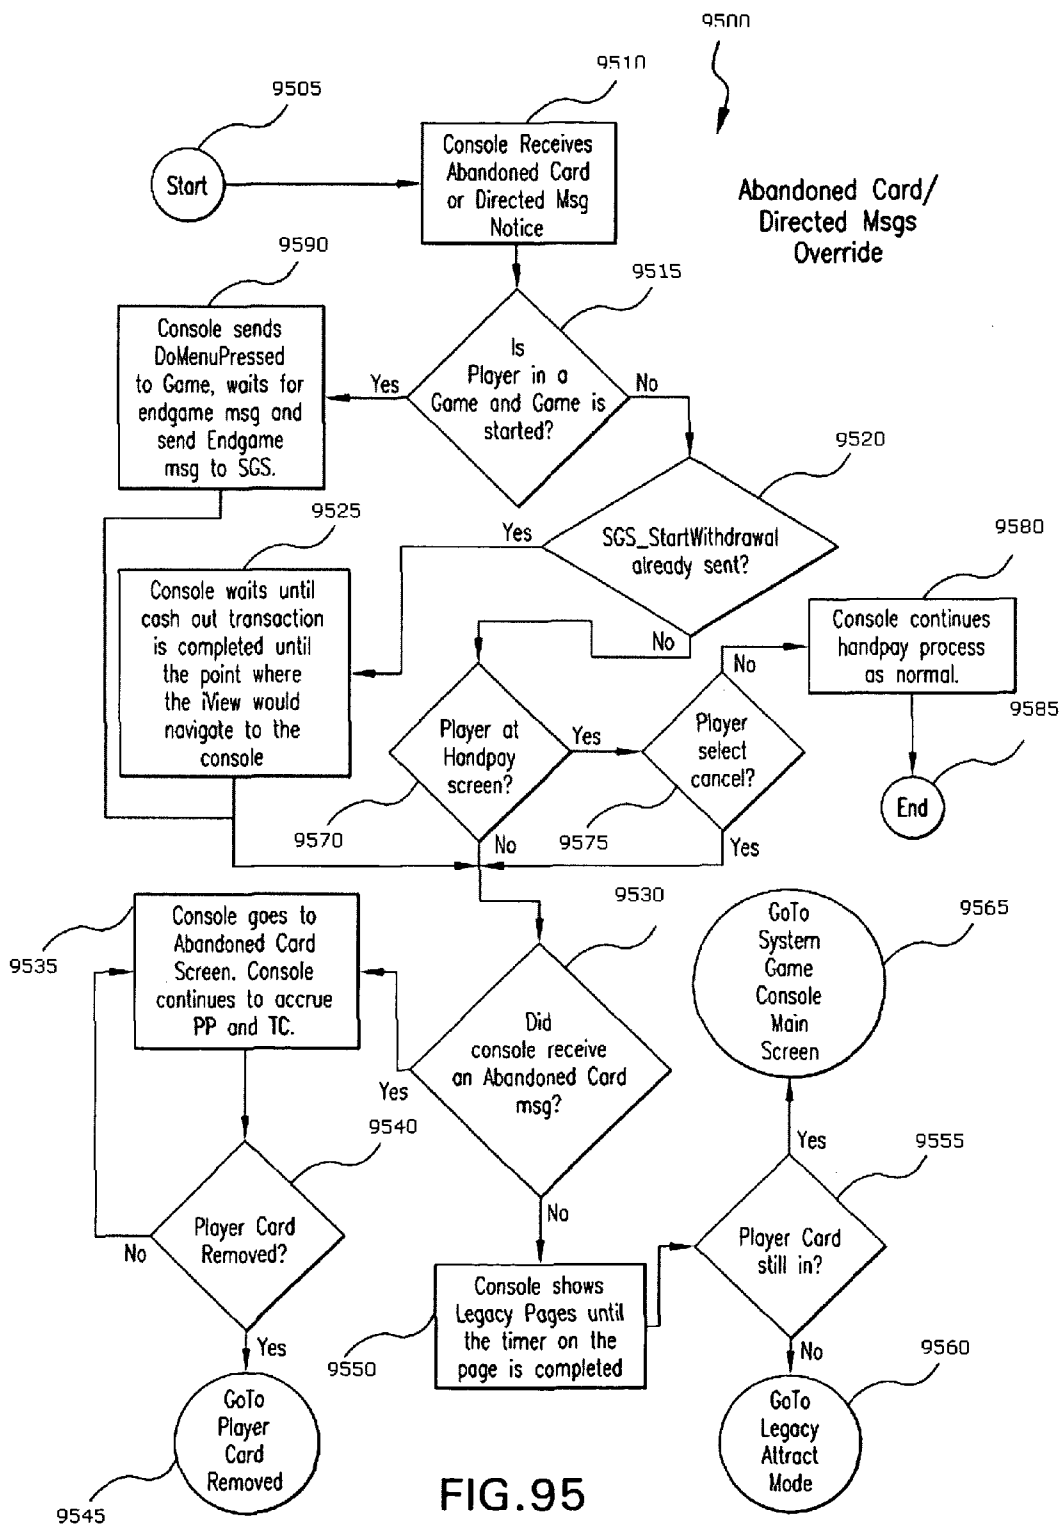 9500
9510
9505
Console Receives
Abandoned Card
or Directed Msg
Notice
Start
Abandoned Card/
Directed Msgs
Override
9590
9515
Console sends
DoMenuPressed
to Game, waits for
endgame msg and
send Endgame
msg to SGS.
Yes
Is
Player in a
Game and Game is
started?
No
9520
9525
Yes
SGS_StartWithdrawal
already sent?
No
9580
Console waits until
cash out transaction
is completed until
the point where
the iView would
navigate to the
console
Console continues
handpay process
as normal.
No
9585
Player at
Handpay
screen?
Yes
Player
select
cancel?
End
9570
No
9575
Yes
9530
9535
Console goes to
Abandoned Card
Screen. Console
continues to accrue
PP and TC.
GoTo
System
Game
Console
Main
Screen
9565
Did
console receive
an Abandoned Card
msg?
Yes
9540
Yes
9555
No
Player Card
Removed?
No
Player Card
still in?
Console shows
Legacy Pages until
the timer on the
page is completed
9550
Yes
No
9560
GoTo
Player
Card
Removed
GoTo
Legacy
Attract
Mode
9545
FIG.95